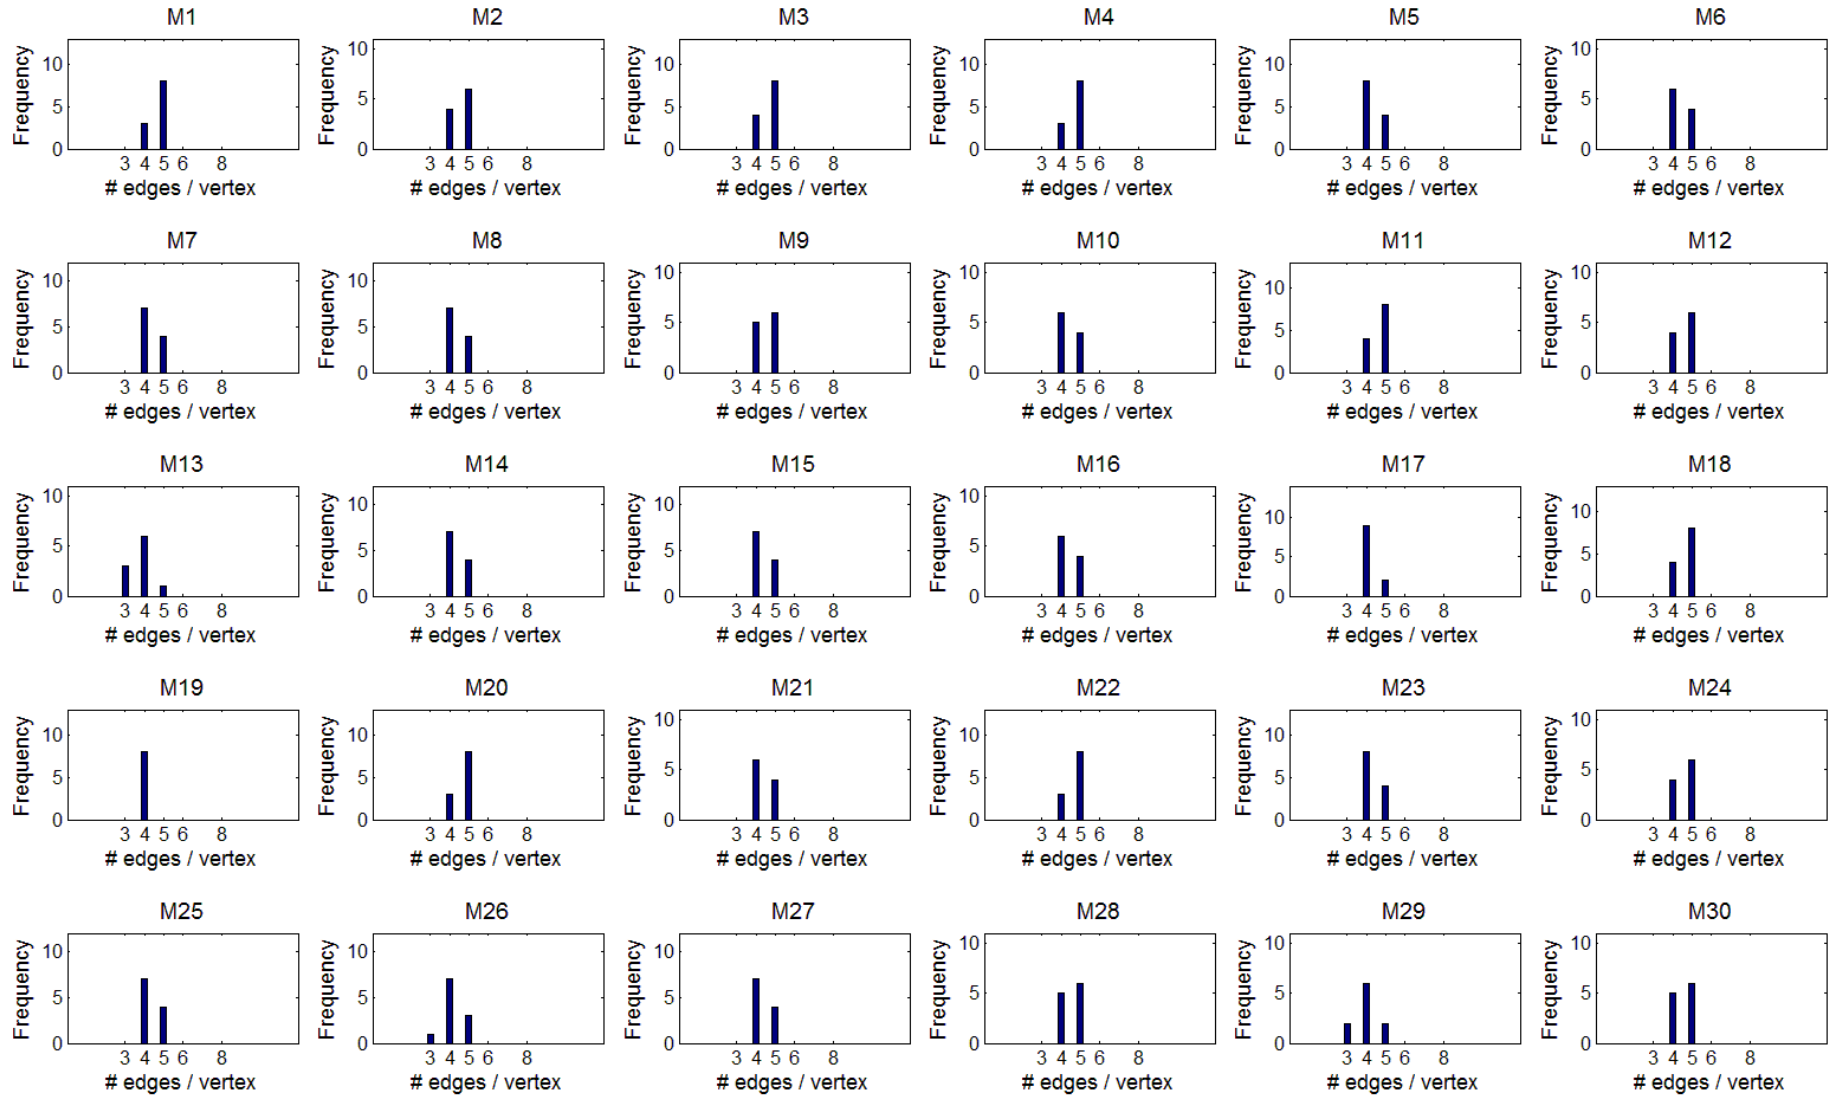 M1
Frequency
10
5
0
3 4 5 6 8
# edges / vertex
M2
Frequency
10
5
0
3 4 5 6 8
# edges / vertex
M3
Frequency
10
5
0
3 4 5 6 8
# edges / vertex
M4
Frequency
10
5
0
3 4 5 6 8
# edges / vertex
M5
Frequency
10
5
0
3 4 5 6 8
# edges / vertex
M6
Frequency
10
5
0
3 4 5 6 8
# edges / vertex
M7
Frequency
10
5
0
3 4 5 6 8
# edges / vertex
M8
Frequency
10
5
0
3 4 5 6 8
# edges / vertex
M9
Frequency
10
5
0
3 4 5 6 8
# edges / vertex
M10
Frequency
10
5
0
3 4 5 6 8
# edges / vertex
M11
Frequency
10
5
0
3 4 5 6 8
# edges / vertex
M12
Frequency
10
5
0
3 4 5 6 8
# edges / vertex
M13
Frequency
10
5
0
3 4 5 6 8
# edges / vertex
M14
Frequency
10
5
0
3 4 5 6 8
# edges / vertex
M15
Frequency
10
5
0
3 4 5 6 8
# edges / vertex
M16
Frequency
10
5
0
3 4 5 6 8
# edges / vertex
M17
Frequency
10
5
0
3 4 5 6 8
# edges / vertex
M18
Frequency
10
5
0
3 4 5 6 8
# edges / vertex
M19
Frequency
10
5
0
3 4 5 6 8
# edges / vertex
M20
Frequency
10
5
0
3 4 5 6 8
# edges / vertex
M21
Frequency
10
5
0
3 4 5 6 8
# edges / vertex
M22
Frequency
10
5
0
3 4 5 6 8
# edges / vertex
M23
Frequency
10
5
0
3 4 5 6 8
# edges / vertex
M24
Frequency
10
5
0
3 4 5 6 8
# edges / vertex
M25
Frequency
10
5
0
3 4 5 6 8
# edges / vertex
M26
Frequency
10
5
0
3 4 5 6 8
# edges / vertex
M27
Frequency
10
5
0
3 4 5 6 8
# edges / vertex
M28
Frequency
10
5
0
3 4 5 6 8
# edges / vertex
M29
Frequency
10
5
0
3 4 5 6 8
# edges / vertex
M30
Frequency
10
5
0
3 4 5 6 8
# edges / vertex